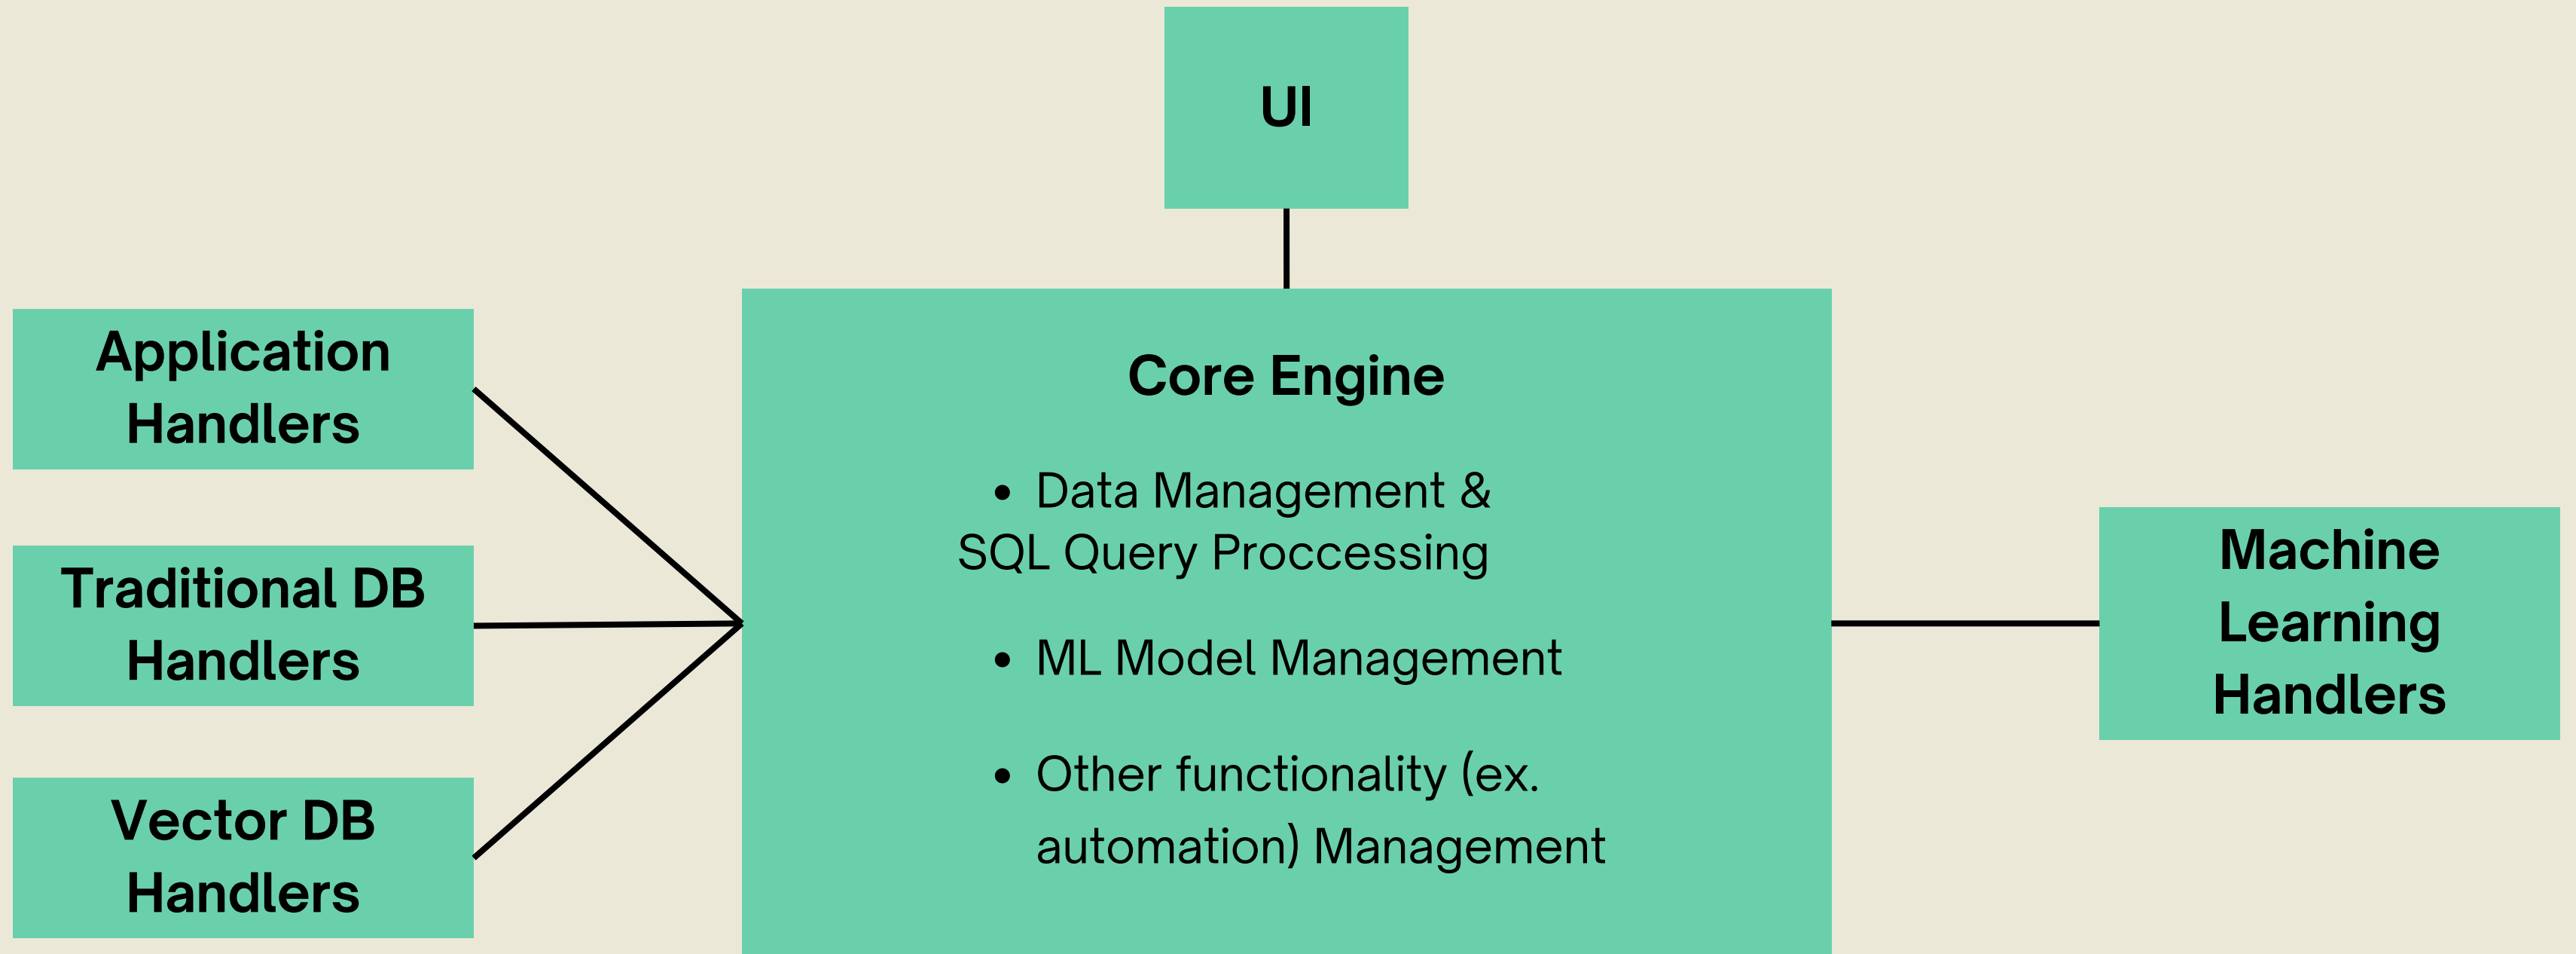 UI
Application
Handlers
Traditional DB
Handlers
Vector DB
Handlers
Core Engine
• Data Management &
SQL Query Proccessing
• ML Model Management
• Other functionality (ex.
automation) Management
Machine
Learning
Handlers